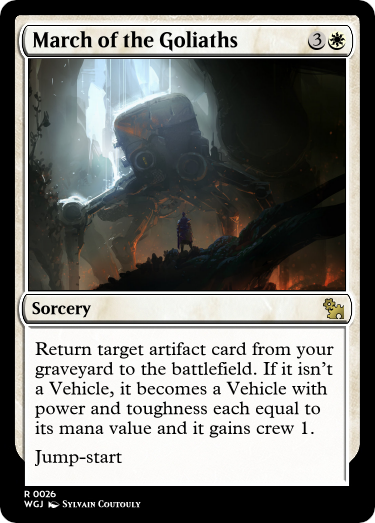 March of the Goliaths 3
Sorcery
Return target artifact card from your
graveyard to the battlefield. If it isn't
a Vehicle, it becomes a Vehicle with
power and toughness each equal to
its mana value and it gains crew 1.
Jump-start
R 0026
WGJ Sylvain Coutouly